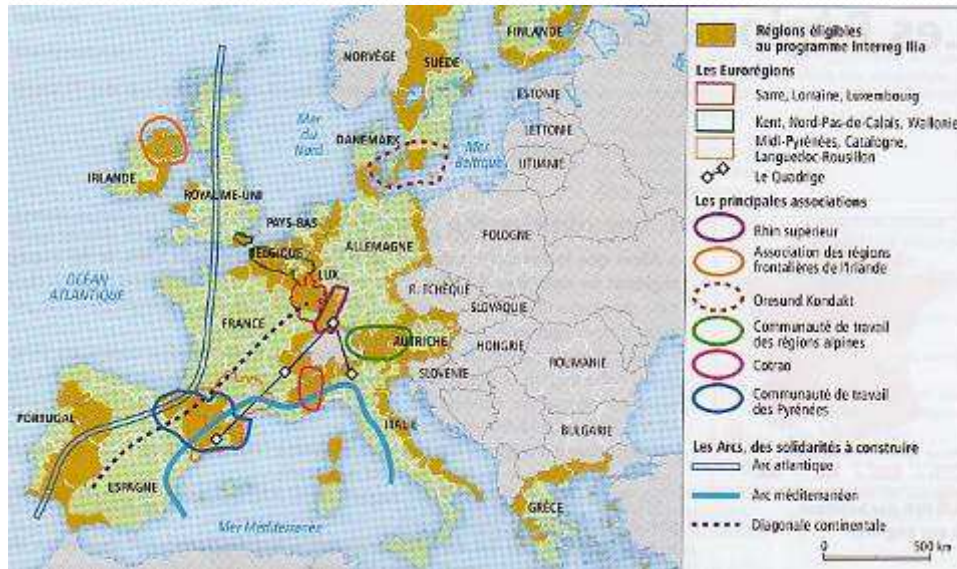 NORVÈGE
SUÈDE
FINLANDE
ESTONIE
LETTONIE
LITUANIE
Mer
du
Nord
DANEMARK
Mer
Baltique
IRLANDE
ROYAUME-UNI
PAYS-BAS
BELGIQUE
LUX
ALLEMAGNE
POLOGNE
R. TCHÈQUE
SLOVAQUIE
OCÉAN
ATLANTIQUE
FRANCE
AUTRICHE
HONGRIE
SLOVÉNIE
ROUMANIE
BULGARIE
PORTUGAL
ESPAGNE
ITALIE
GRÈCE
Mer Méditerranée
Régions éligibles
au programme Interreg IIIa
Les Eurorégions
Sarre, Lorraine, Luxembourg
Kent, Nord-Pas-de-Calais, Wallonie
Midi-Pyrénées, Catalogne,
Languedoc-Rousillon
Le Quadrige
Les principales associations
Rhin supérieur
Association des régions
frontalières de l'Irlande
Oresund Kondakt
Communauté de travail
des régions alpines
Cotrao
Communauté de travail
des Pyrénées
Les Arcs, des solidarités à construire
Arc atlantique
Arc méditerranéen
Diagonale continentale
0 500 km